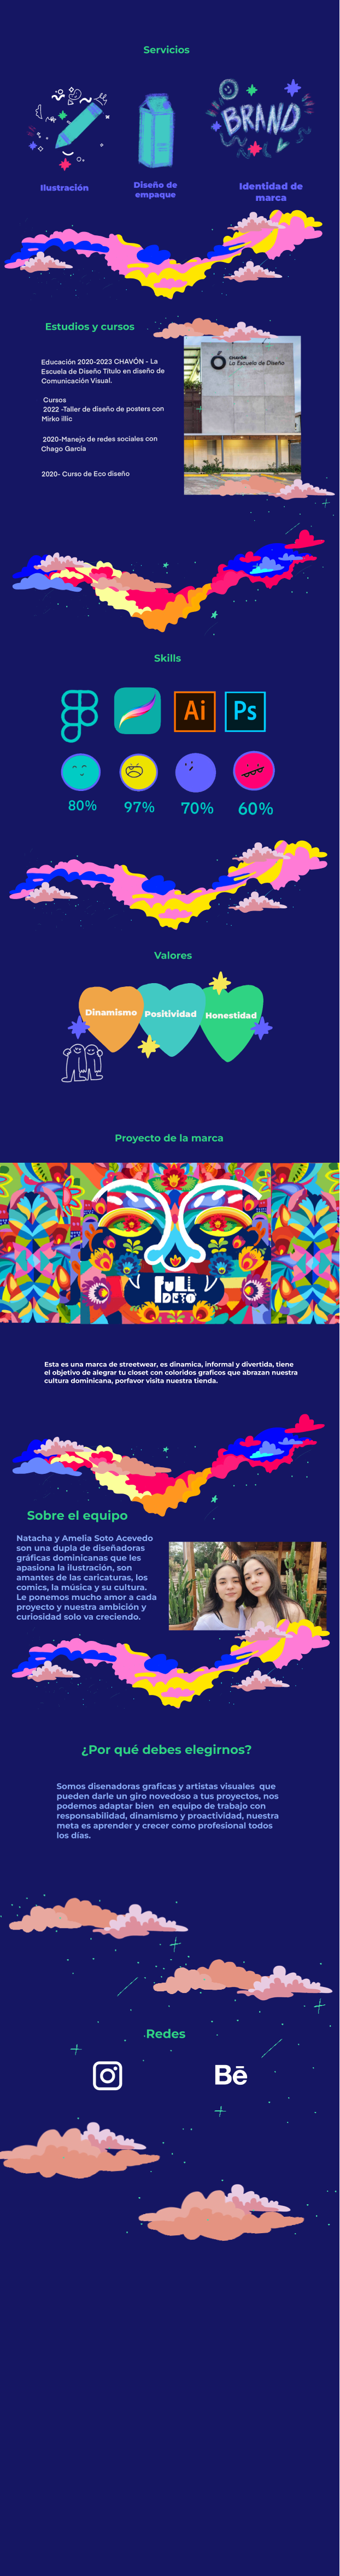 Servicios
BRAND
Ilustración
Diseño de
empaque
Identidad de
marca
Estudios y cursos
Educación 2020-2023 CHAVÓN - La
Escuela de Diseño Título en diseño de
Comunicación Visual.
Cursos
2022 -Taller de diseño de posters con
Mirko illic
2020-Manejo de redes sociales con
Chago Garcia
2020- Curso de Eco diseño
CHAVÓN
La Escuela de Diseño
Skills
Ai
Ps
80%
97%
70%
60%
Valores
Dinamismo
Positividad
Honestidad
Proyecto de la marca
Esta es una marca de streetwear, es dinamica, informal y divertida, tiene
el objetivo de alegrar tu closet con coloridos graficos que abrazan nuestra
cultura dominicana, porfavor visita nuestra tienda.
Sobre el equipo
Natacha y Amelia Soto Acevedo
son una dupla de diseñadoras
gráficas dominicanas que les
apasiona la ilustración, son
amantes de las caricaturas, los
comics, la música y su cultura.
Le ponemos mucho amor a cada
proyecto y nuestra ambición y
curiosidad solo va creciendo.
¿Por qué debes elegirnos?
Somos disenadoras graficas y artistas visuales que
pueden darle un giro novedoso a tus proyectos, nos
podemos adaptar bien en equipo de trabajo con
responsabilidad, dinamismo y proactividad, nuestra
meta es aprender y crecer como profesional todos
los días.
Redes
Bē